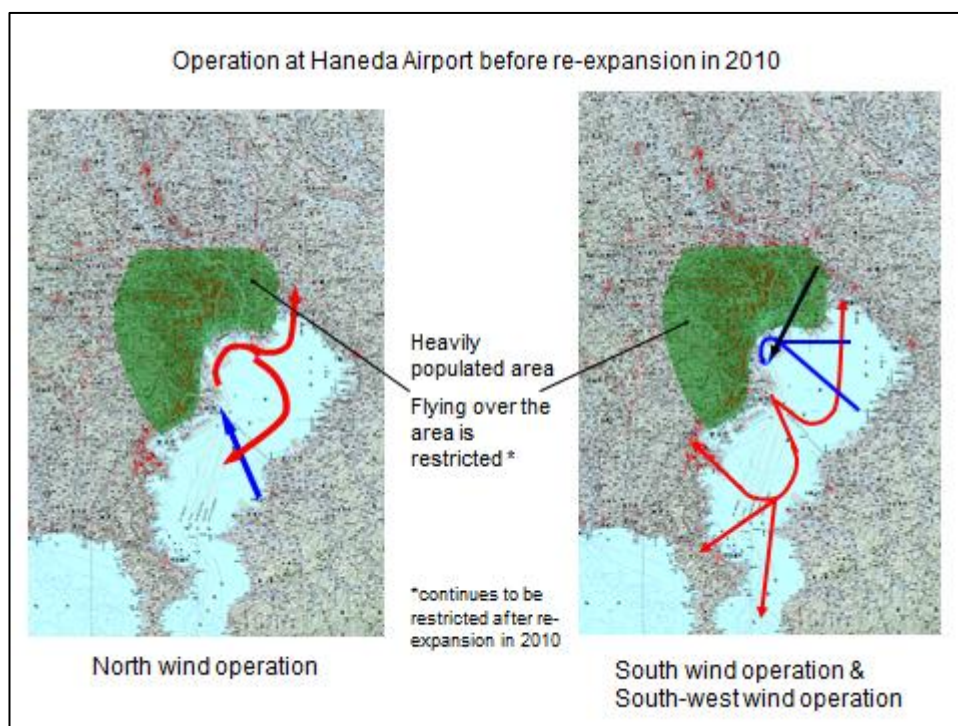 Operation at Haneda Airport before re-expansion in 2010
Heavily
populated area
Flying over the
area is
restricted *
*continues to be
restricted after re-
expansion in 2010
North wind operation
South wind operation &
South-west wind operation